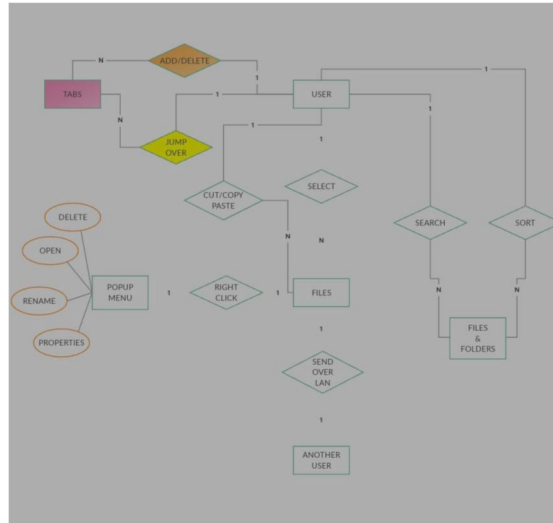 N
ADD/DELETE
1
1
TABS
USER
N
1
JUMP
OVER
1
1
1
1
CUT/COPY
PASTE
SELECT
SEARCH
SORT
N
N
DELETE
OPEN
RENAME
PROPERTIES
POPUP
MENU
1
RIGHT
CLICK
1
FILES
N
N
FILES
&
FOLDERS
1
SEND
OVER
LAN
1
ANOTHER
USER